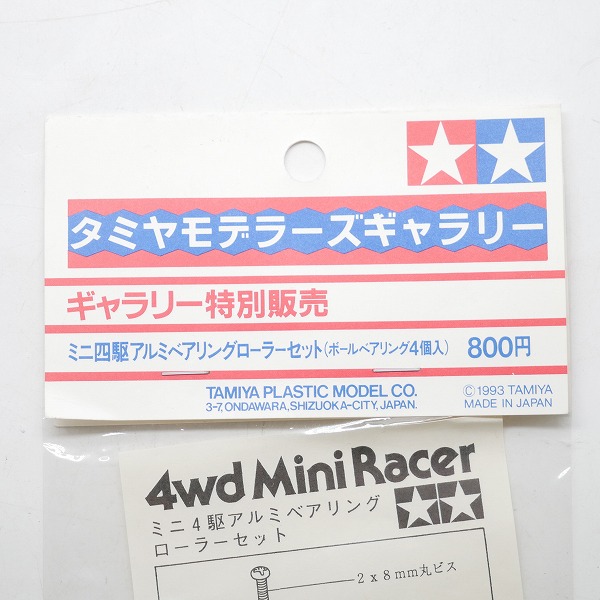 タミヤモデラーズギャラリー
ギャラリー特別販売
ミニ四駆アルミベアリングローラーセット(ボールベアリング4個入) 800円
TAMIYA PLASTIC MODEL CO.
3-7, ONDAWARA, SHIZUOKA-CITY, JAPAN.
© 1993 TAMIYA
MADE IN JAPAN
4wd Mini Racer
ミニ4駆アルミベアリング
ローラーセット
2 x 8mm丸ビス